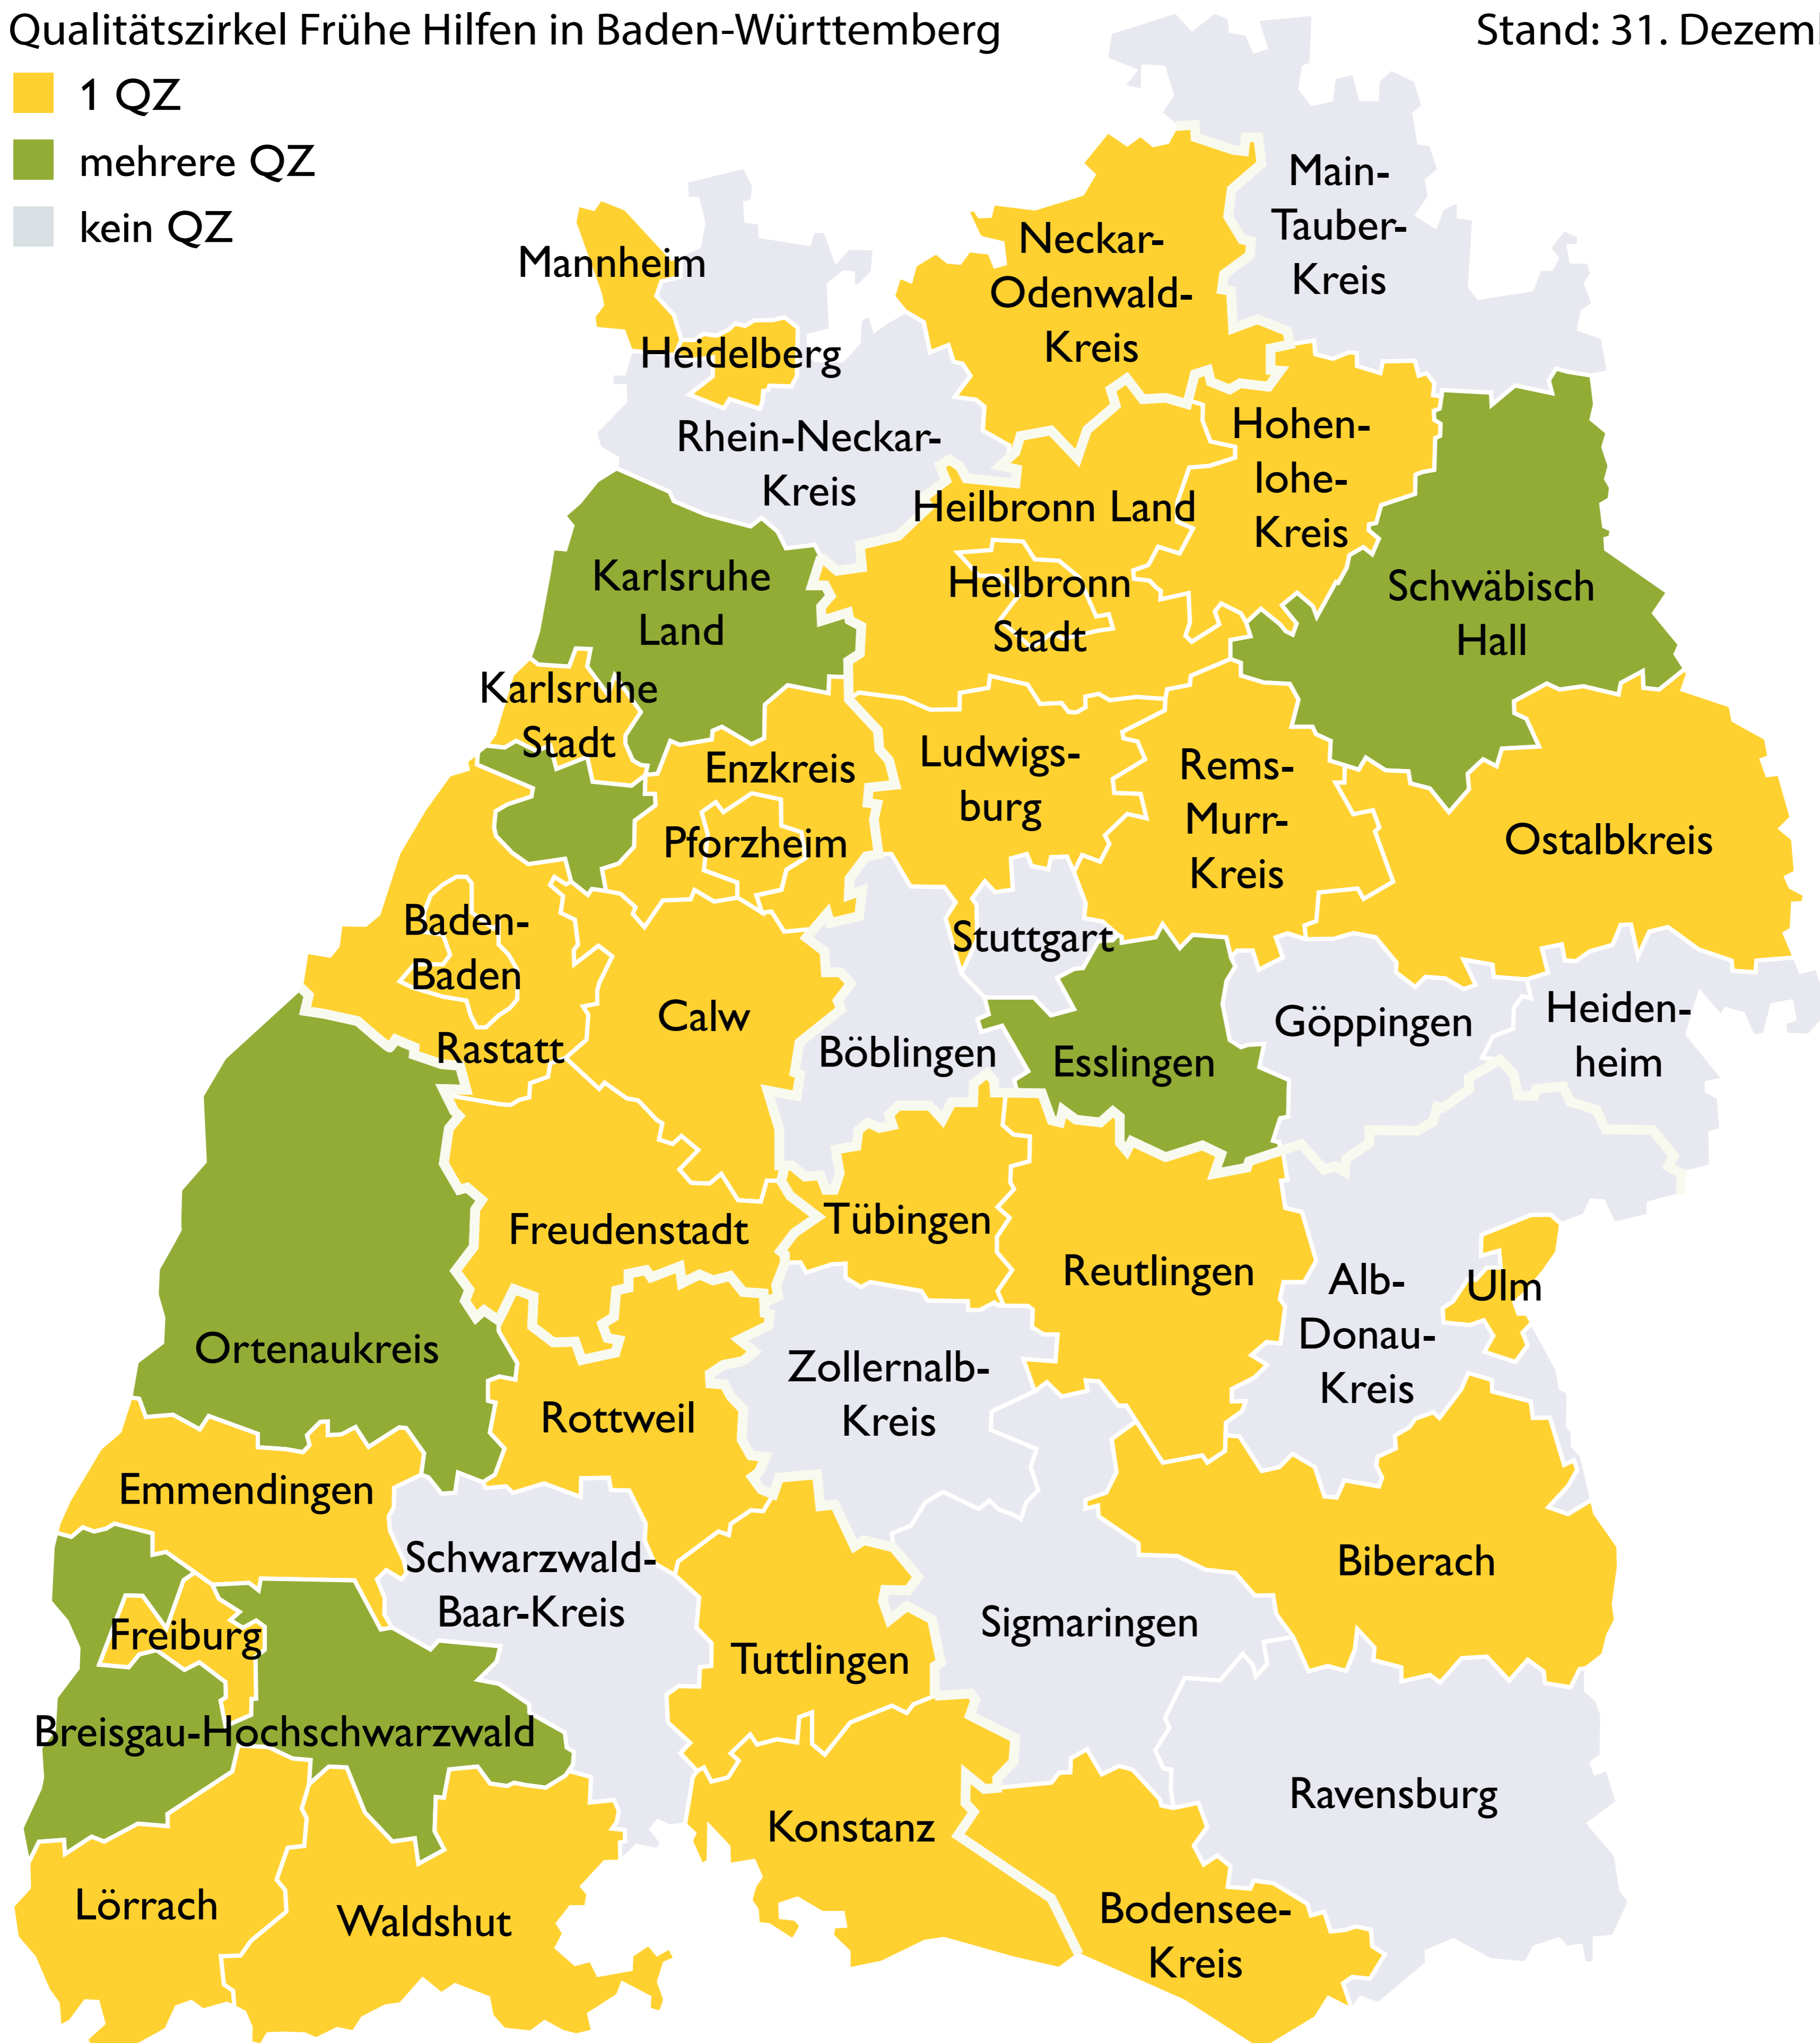 Qualitätszirkel Frühe Hilfen in Baden-Württemberg
Stand: 31. Dezem
1 QZ
mehrere QZ
kein QZ
Main-
Tauber-
Kreis
Neckar-
Odenwald-
Kreis
Mannheim
Heidelberg
Rhein-Neckar-
Kreis
Hohen-
lohe-
Kreis
Heilbronn Land
Heilbronn
Stadt
Schwäbisch
Hall
Karlsruhe
Land
Karlsruhe
Stadt
Enzkreis
Pforzheim
Ludwigs-
burg
Rems-
Murr-
Kreis
Ostalbkreis
Baden-
Baden
Rastatt
Calw
Stuttgart
Böblingen
Esslingen
Göppingen
Heiden-
heim
Freudenstadt
Tübingen
Reutlingen
Alb-
Donau-
Kreis
Ulm
Ortenaukreis
Rottweil
Zollernalb-
Kreis
Emmendingen
Schwarzwald-
Baar-Kreis
Biberach
Freiburg
Tuttlingen
Sigmaringen
Breisgau-Hochschwarzwald
Konstanz
Ravensburg
Lörrach
Waldshut
Bodensee-
Kreis